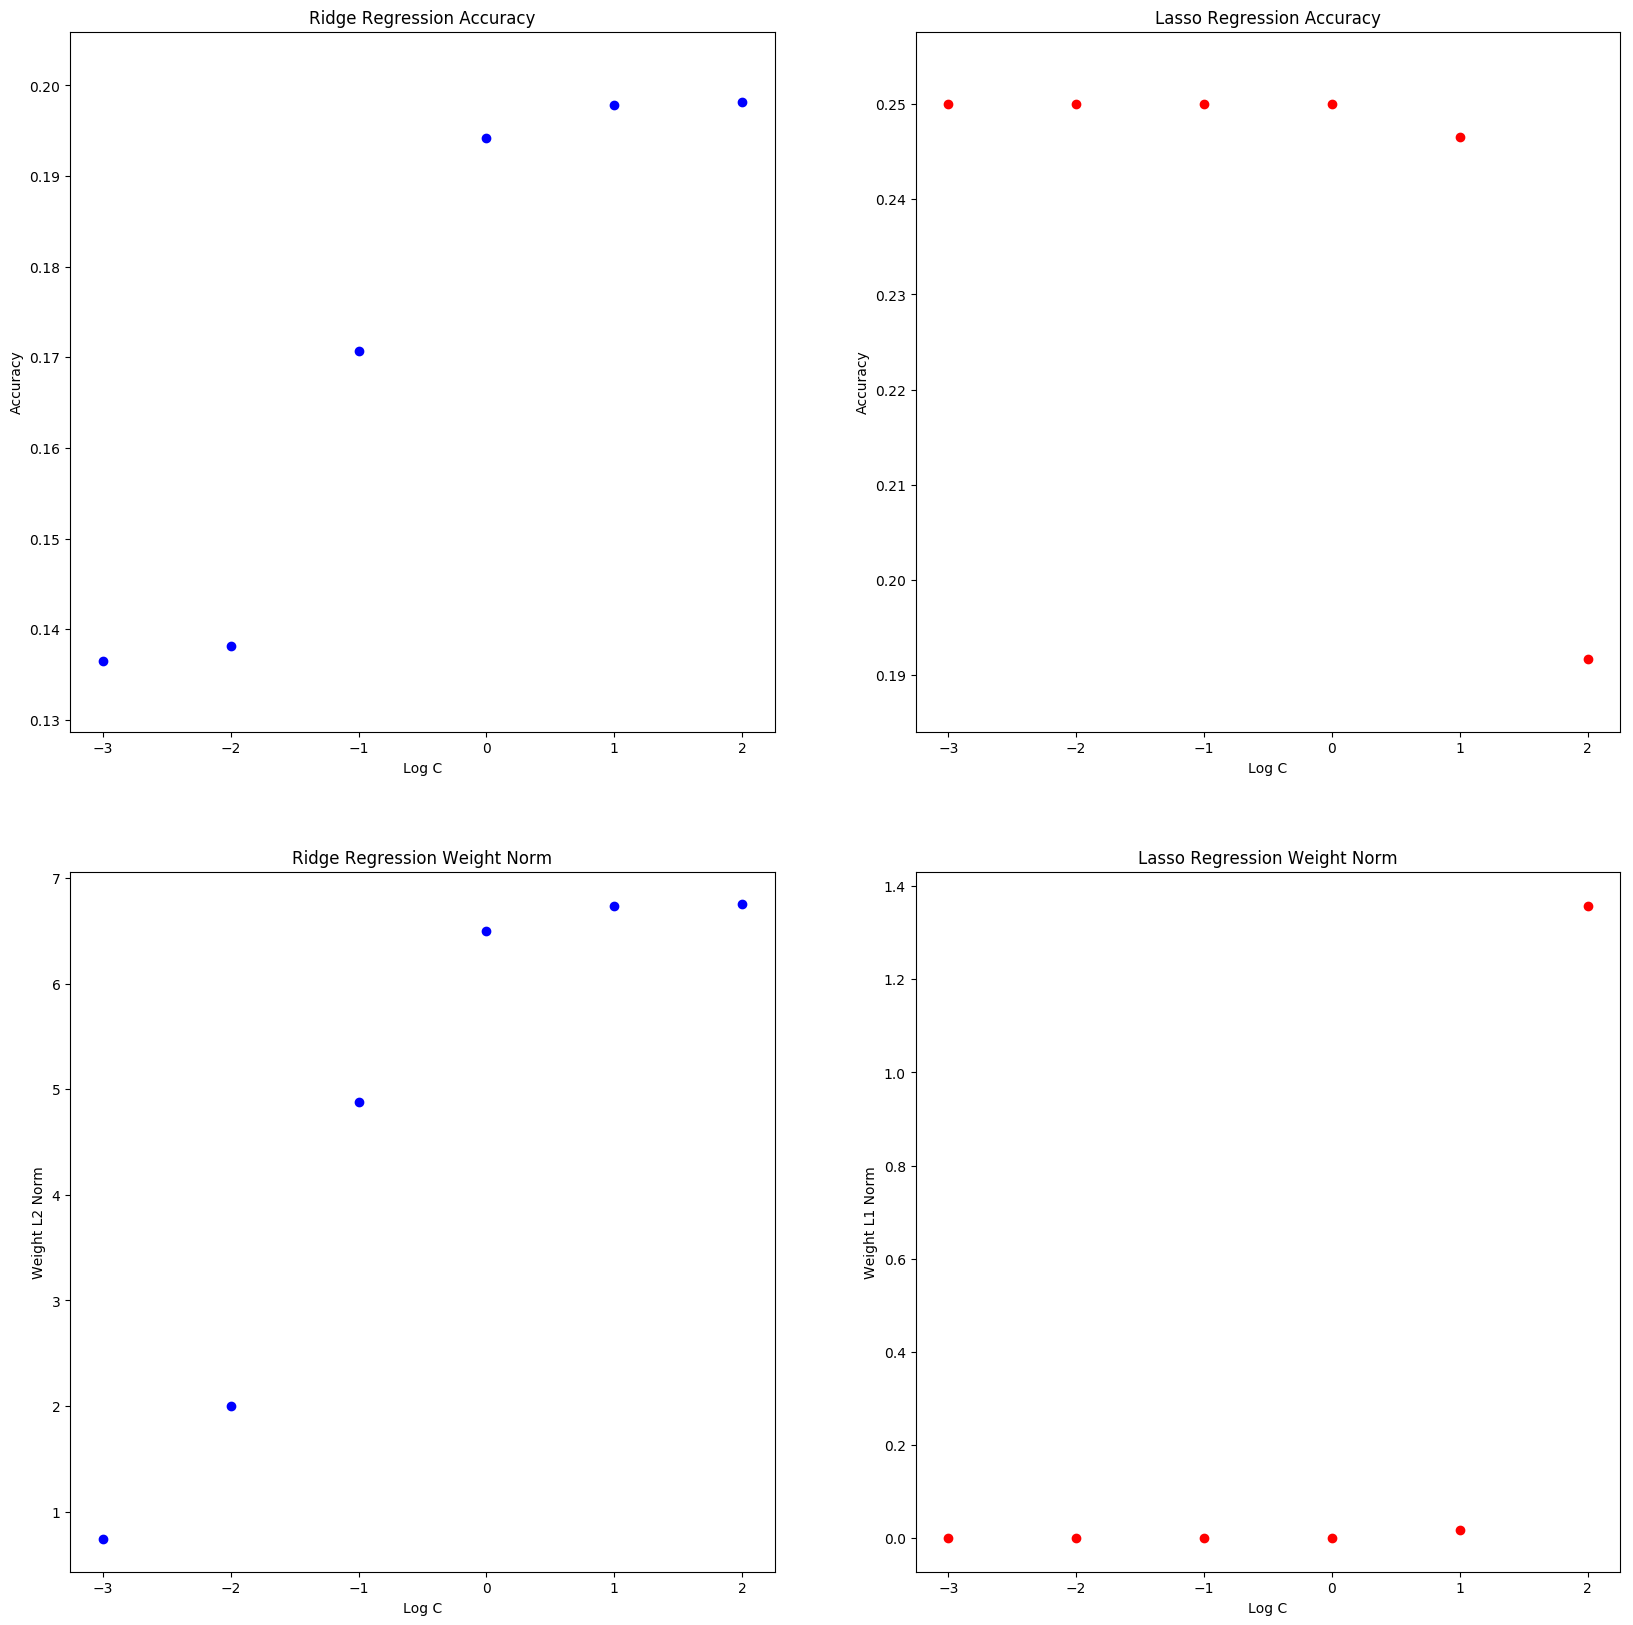 Ridge Regression Accuracy
Accuracy
0.20
0.19
0.18
0.17
0.16
0.15
0.14
0.13
−3 −2 −1 0 1 2
Log C
Lasso Regression Accuracy
Accuracy
0.25
0.24
0.23
0.22
0.21
0.20
0.19
−3 −2 −1 0 1 2
Log C
Ridge Regression Weight Norm
Weight L2 Norm
7
6
5
4
3
2
1
−3 −2 −1 0 1 2
Log C
Lasso Regression Weight Norm
Weight L1 Norm
1.4
1.2
1.0
0.8
0.6
0.4
0.2
0.0
−3 −2 −1 0 1 2
Log C